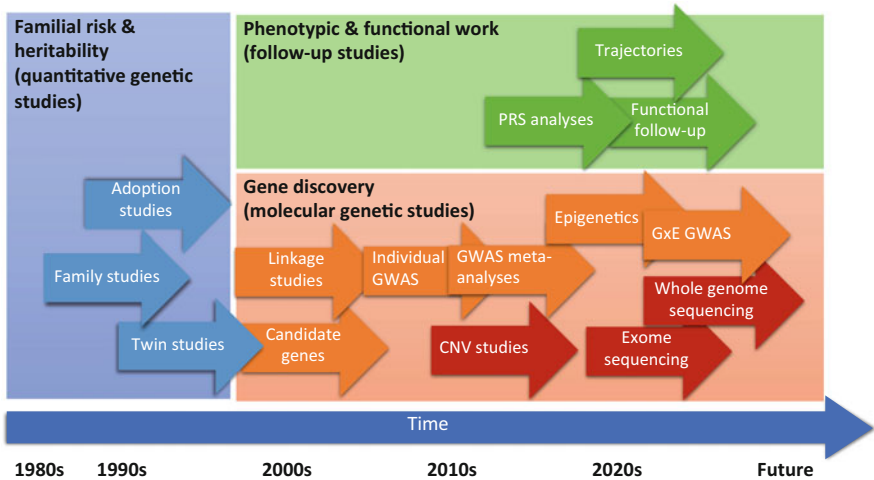 Familial risk &
heritability
(quantitative genetic
studies)
Phenotypic & functional work
(follow-up studies)
Trajectories
PRS analyses
Functional
follow-up
Adoption
studies
Family studies
Twin studies
Gene discovery
(molecular genetic studies)
Linkage
studies
Individual
GWAS
GWAS meta-
analyses
Epigenetics
GxE GWAS
Candidate
genes
CNV studies
Exome
sequencing
Whole genome
sequencing
Time
1980s 1990s 2000s 2010s 2020s Future